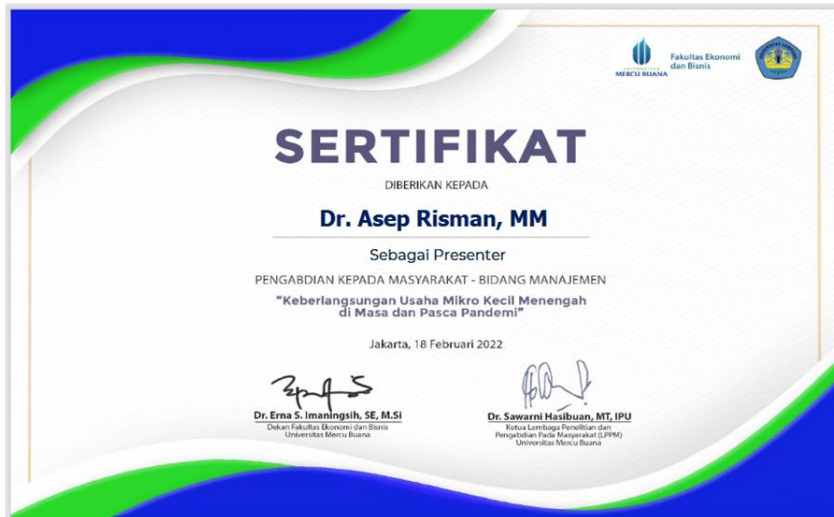 UNIVERSITAS
MERCU BUANA
Fakultas Ekonomi
dan Bisnis
SERTIFIKAT
DIBERIKAN KEPADA
Dr. Asep Risman, MM
Sebagai Presenter
PENGABDIAN KEPADA MASYARAKAT - BIDANG MANAJEMEN
"Keberlangsungan Usaha Mikro Kecil Menengah
di Masa dan Pasca Pandemi"
Jakarta, 18 Februari 2022
Dr. Erna S. Imaningsih, SE, M.Si
Dekan Fakultas Ekonomi dan Bisnis
Universitas Mercu Buana
Dr. Sawarni Hasibuan, MT, IPU
Ketua Lembaga Penelitian dan
Pengabdian Pada Masyarakat (LPPM)
Universitas Mercu Buana